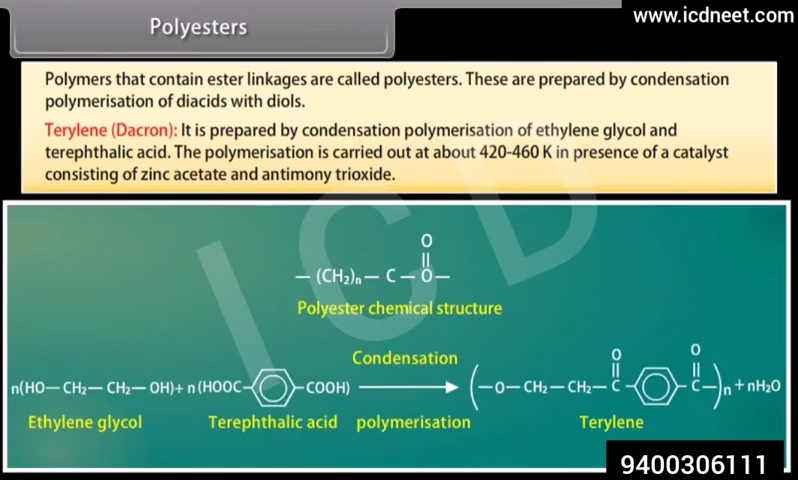 Polyesters
www.icdneet.com
Polymers that contain ester linkages are called polyesters. These are prepared by condensation
polymerisation of diacids with diols.
Terylene (Dacron): It is prepared by condensation polymerisation of ethylene glycol and
terephthalic acid. The polymerisation is carried out at about 420-460 K in presence of a catalyst
consisting of zinc acetate and antimony trioxide.
ICD
O
||
— (CH₂)ₙ — C — O —
Polyester chemical structure
Condensation
O O
|| ||
n(HO— CH₂— CH₂— OH)+ n (HOOC- -COOH) (—O— CH₂— CH₂— C- -C—)ₙ +nH₂O
Ethylene glycol Terephthalic acid polymerisation Terylene
9400306111